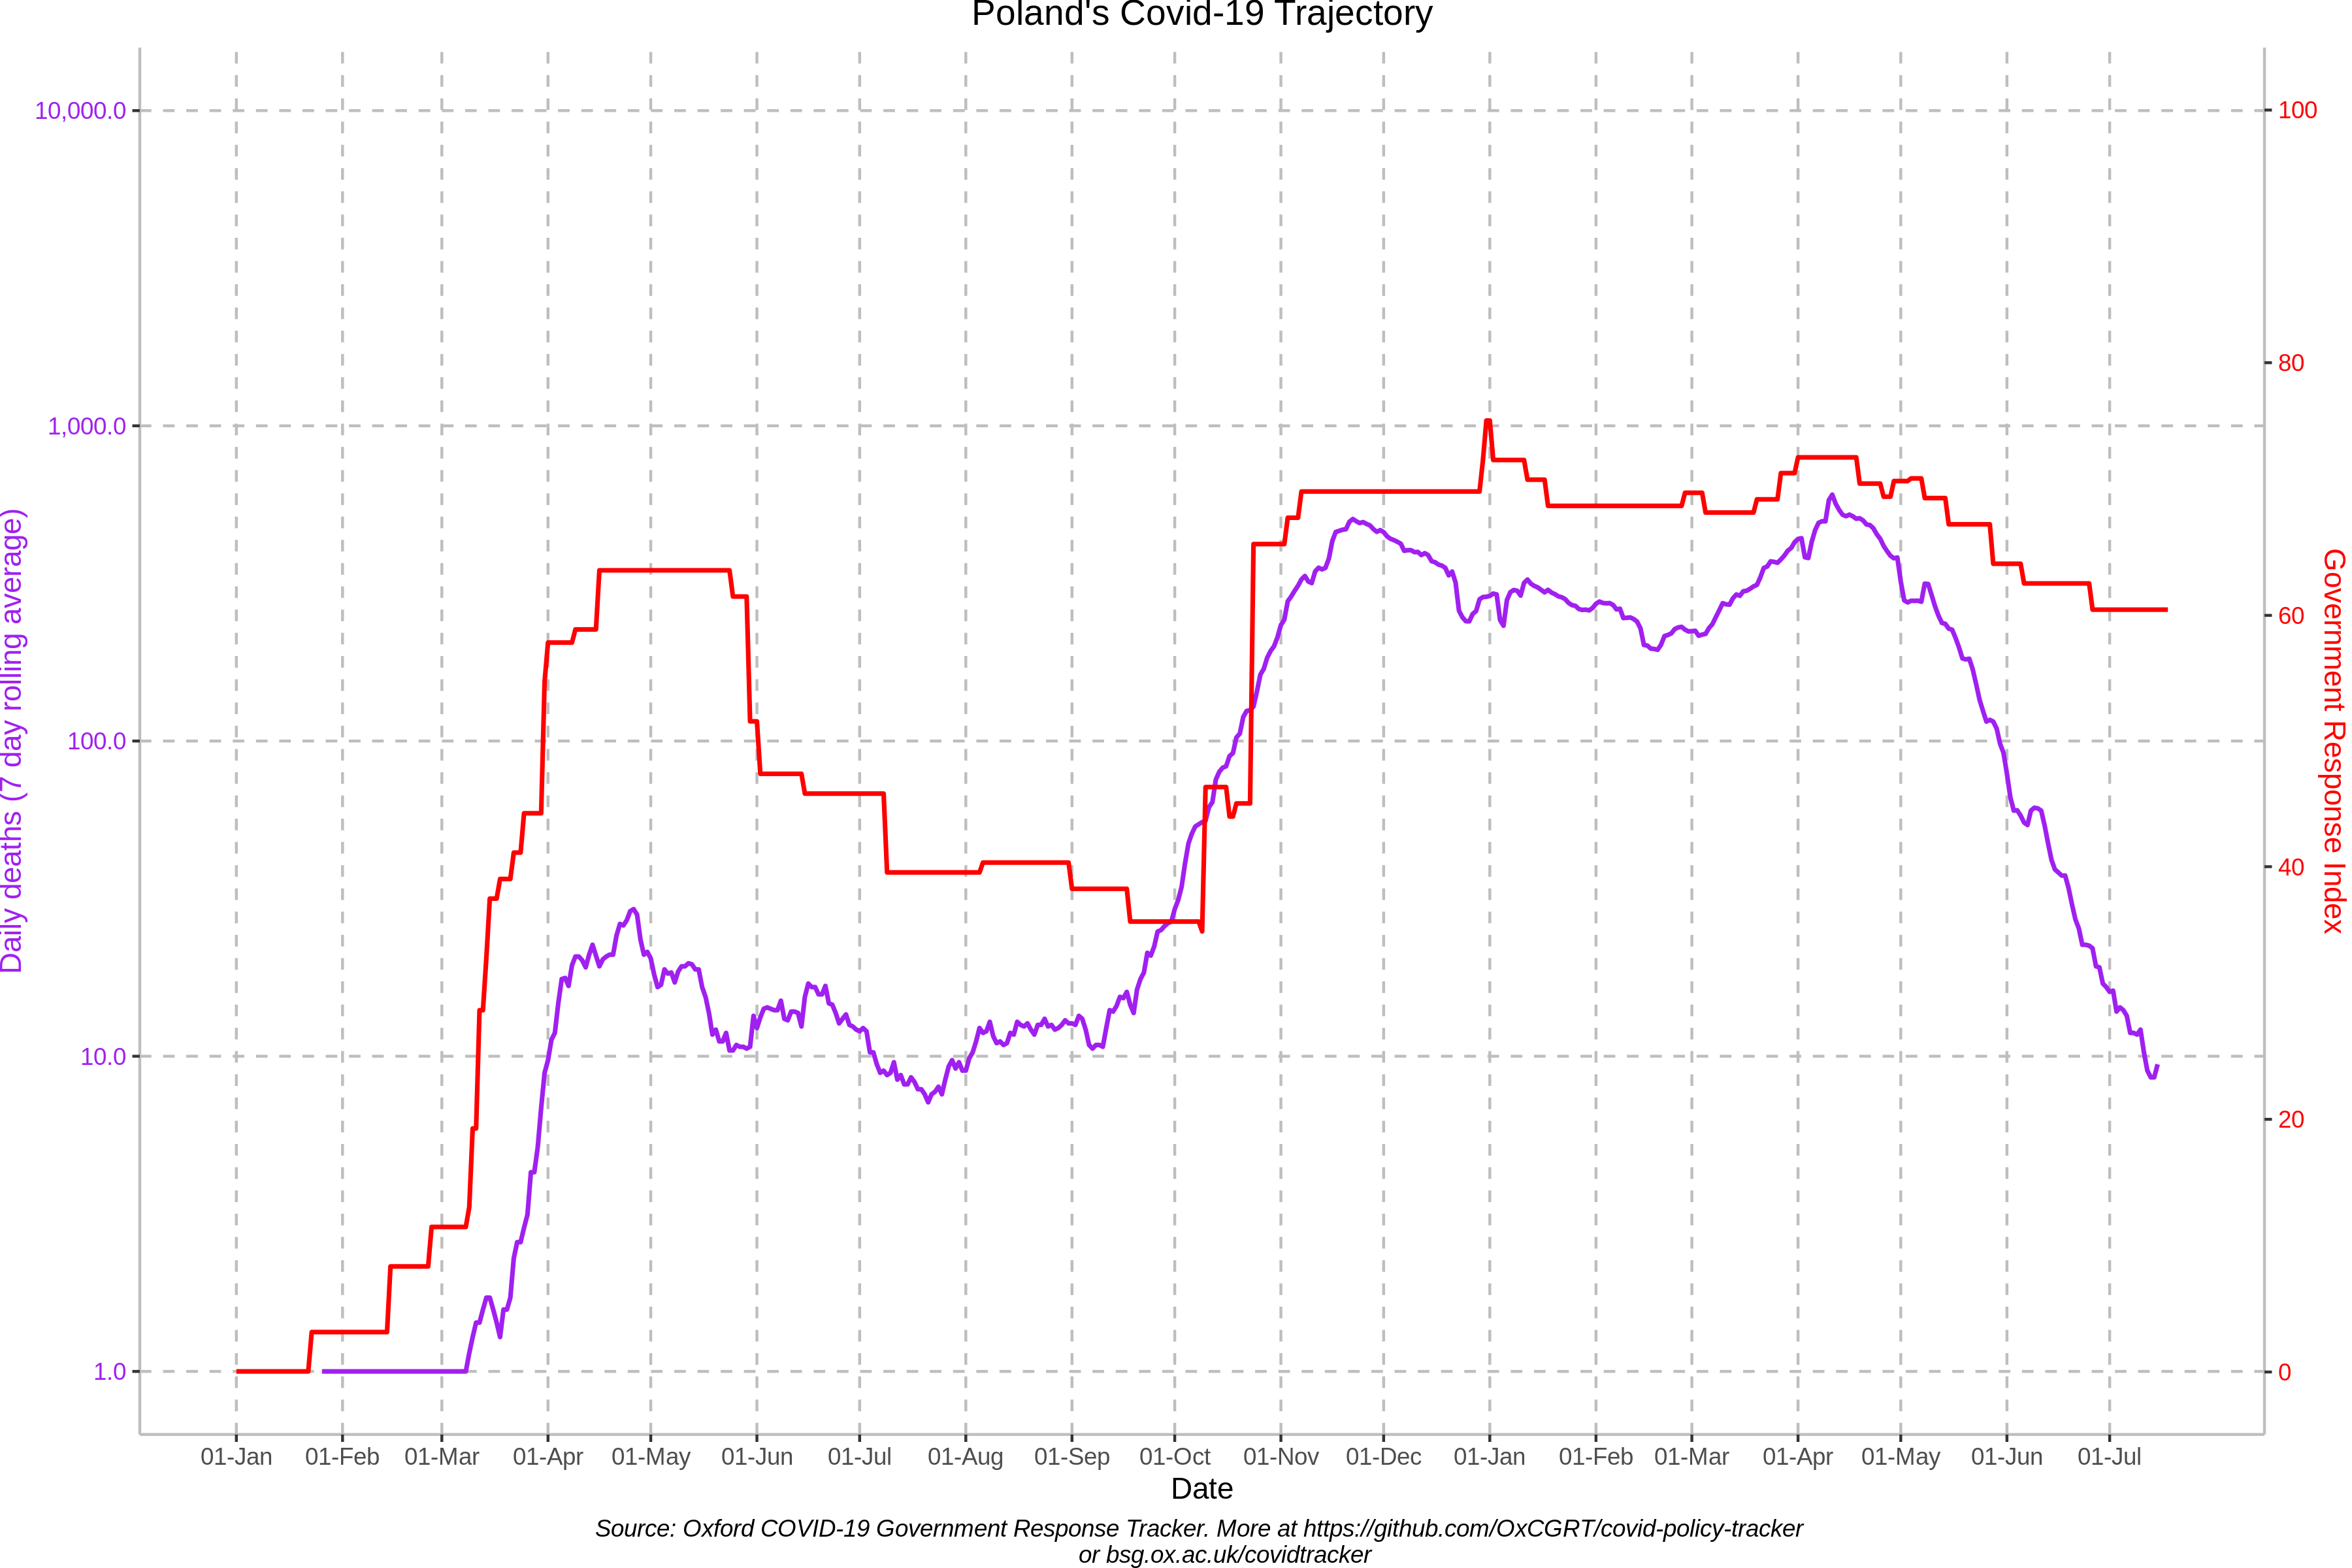 Poland's Covid-19 Trajectory
10,000.0
1,000.0
100.0
10.0
1.0
Daily deaths (7 day rolling average)
100
80
60
40
20
0
Government Response Index
01-Jan 01-Feb 01-Mar 01-Apr 01-May 01-Jun 01-Jul 01-Aug 01-Sep 01-Oct 01-Nov 01-Dec 01-Jan 01-Feb 01-Mar 01-Apr 01-May 01-Jun 01-Jul
Date
Source: Oxford COVID-19 Government Response Tracker. More at https://github.com/OxCGRT/covid-policy-tracker
or bsg.ox.ac.uk/covidtracker